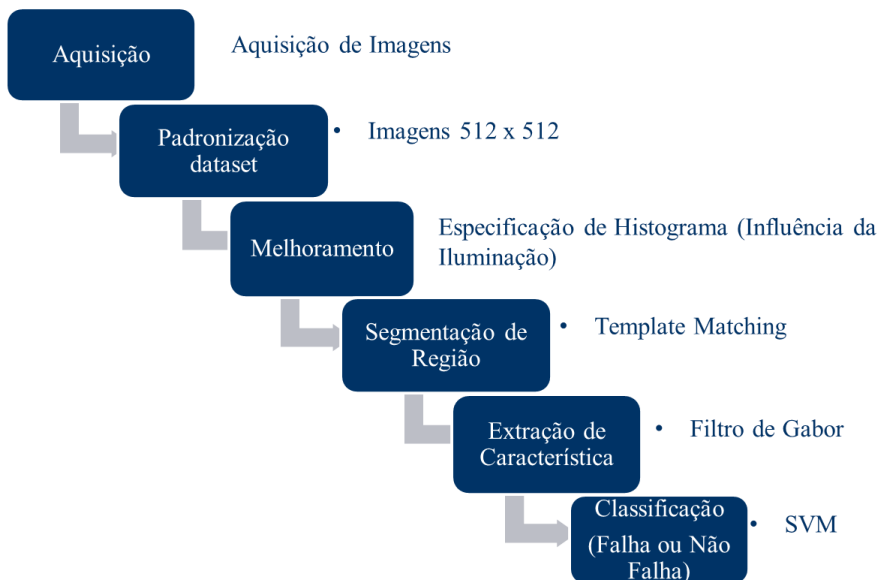 Aquisição
Aquisição de Imagens
Padronização
dataset
• Imagens 512 x 512
Melhoramento
Especificação de Histograma (Influência da
Iluminação)
Segmentação de
Região
• Template Matching
Extração de
Característica
• Filtro de Gabor
Classificação
(Falha ou Não
Falha)
• SVM